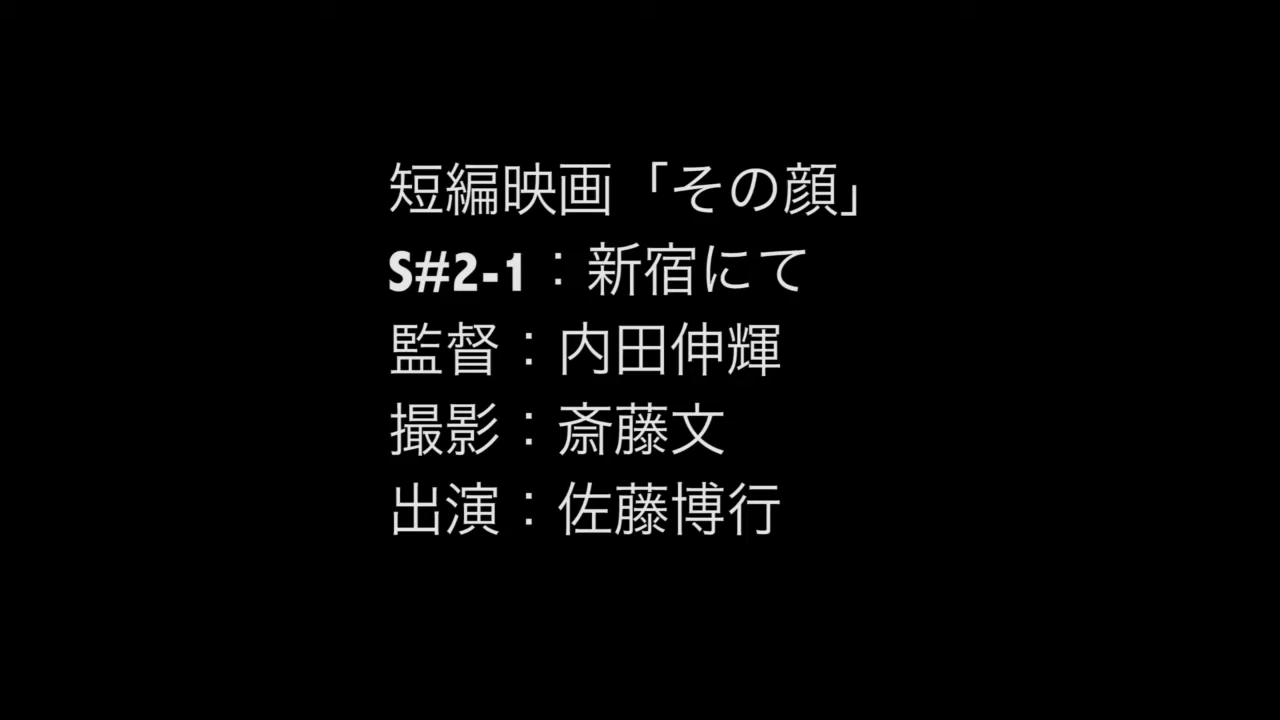 短編映画「その顔」
S#2-1：新宿にて
監督：内田伸輝
撮影：斎藤文
出演：佐藤博行